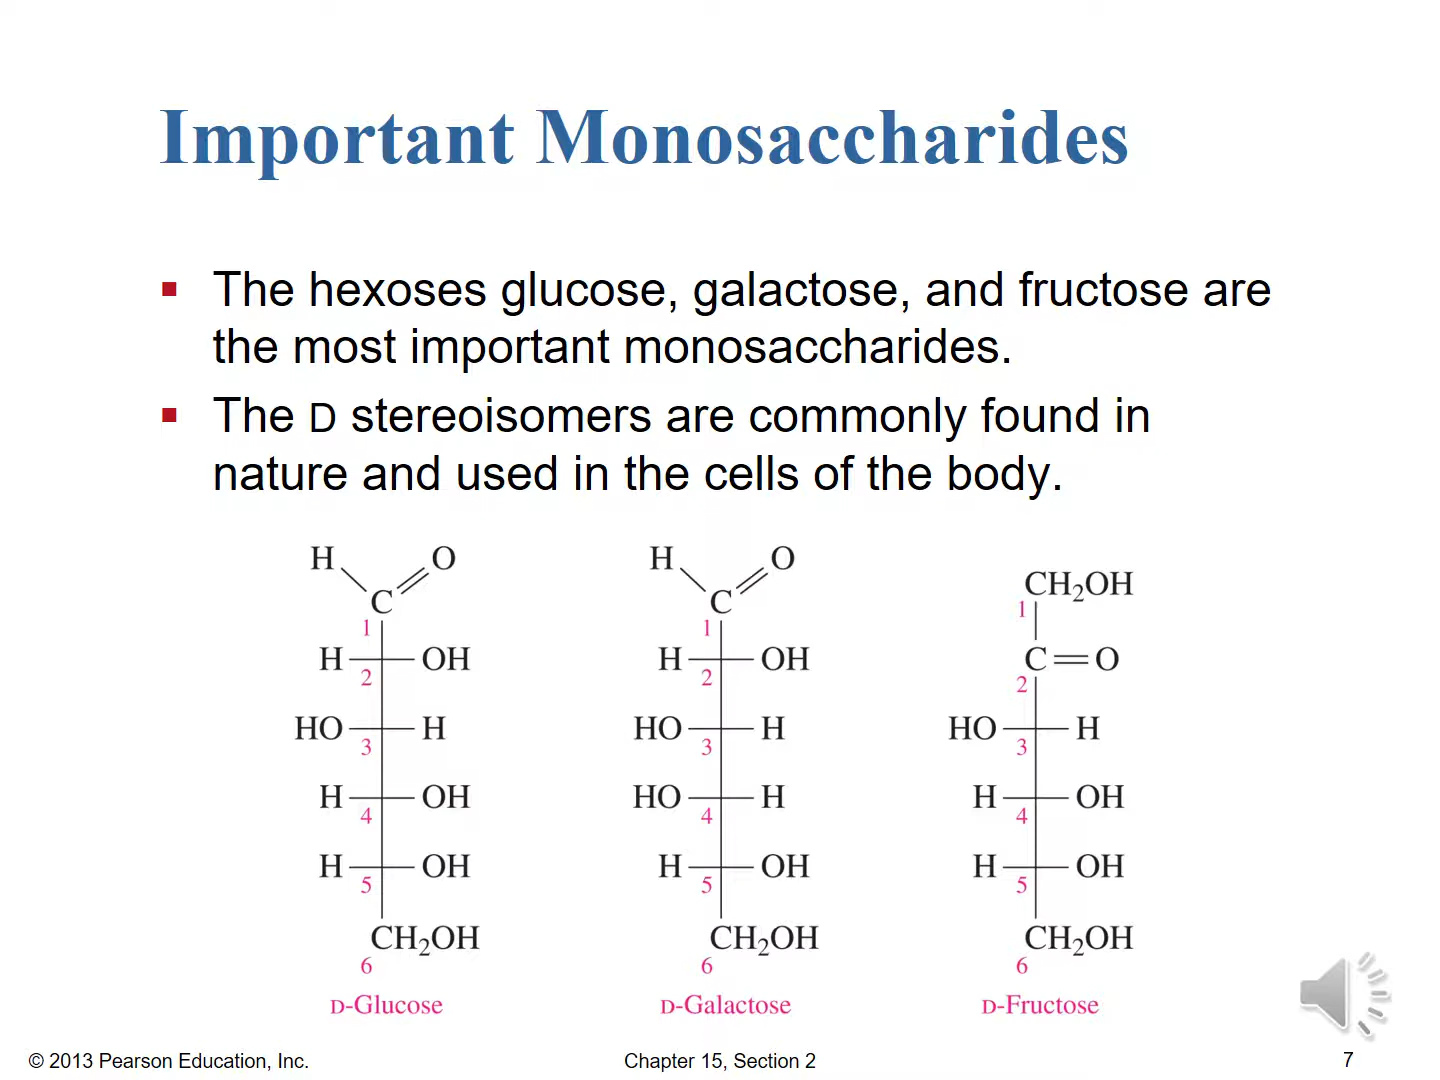 Important Monosaccharides
▪ The hexoses glucose, galactose, and fructose are
the most important monosaccharides.
▪ The D stereoisomers are commonly found in
nature and used in the cells of the body.
H O H O
CH₂OH
C C
1 1 1
H OH H OH C O
2 2 2
HO H HO H HO H
3 3 3
H OH HO H H OH
4 4 4
H OH H OH H OH
5 5 5
CH₂OH CH₂OH CH₂OH
6 6 6
D-Glucose D-Galactose D-Fructose
© 2013 Pearson Education, Inc. Chapter 15, Section 2 7